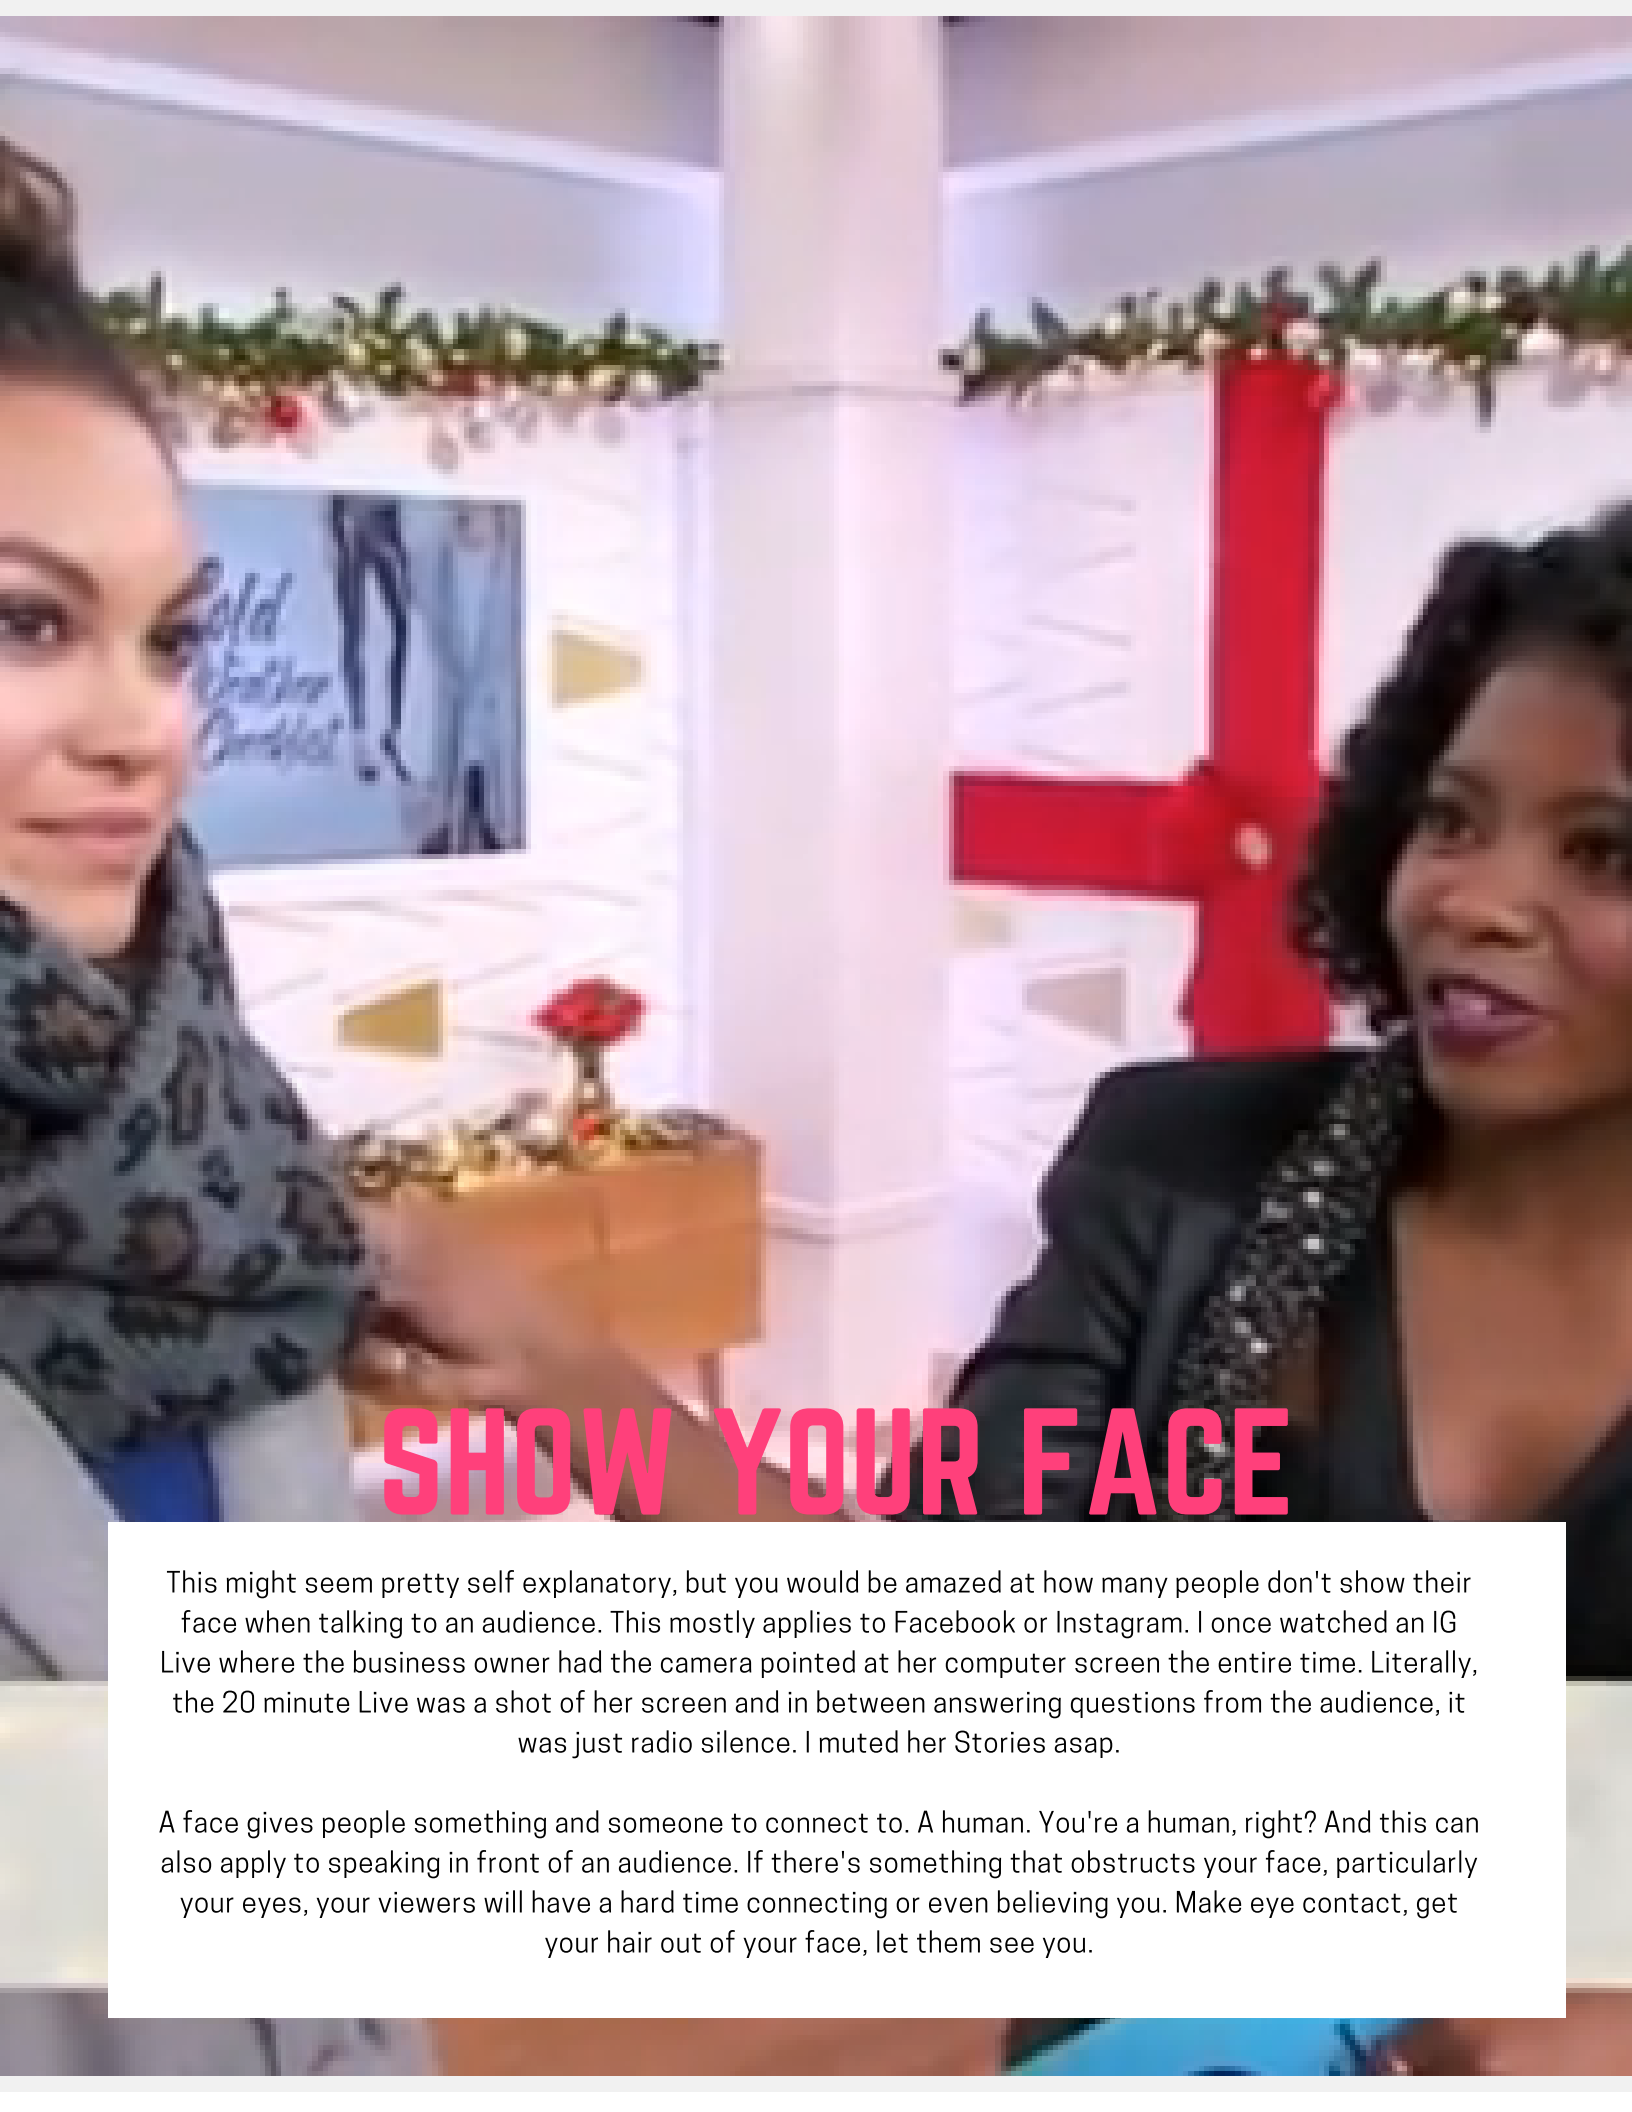 Cold
Weather
Checklist
SHOW YOUR FACE
This might seem pretty self explanatory, but you would be amazed at how many people don't show their
face when talking to an audience. This mostly applies to Facebook or Instagram. I once watched an IG
Live where the business owner had the camera pointed at her computer screen the entire time. Literally,
the 20 minute Live was a shot of her screen and in between answering questions from the audience, it
was just radio silence. I muted her Stories asap.
A face gives people something and someone to connect to. A human. You're a human, right? And this can
also apply to speaking in front of an audience. If there's something that obstructs your face, particularly
your eyes, your viewers will have a hard time connecting or even believing you. Make eye contact, get
your hair out of your face, let them see you.